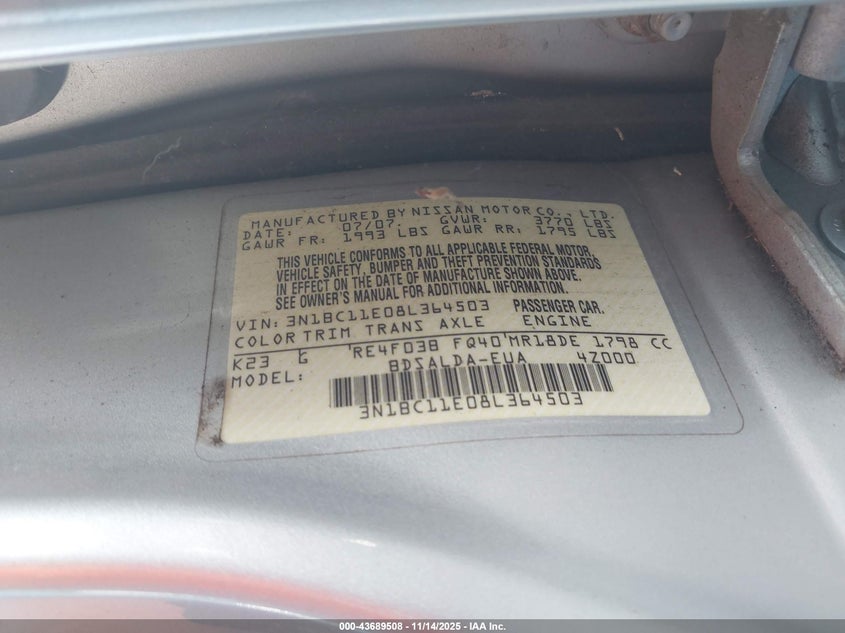 MANUFACTURED BY NISSAN MOTOR CO., LTD.
DATE: 07/07. GVWR: 3770 LBS
GAWR FR: 1993 LBS GAWR RR: 1795 LBS
THIS VEHICLE CONFORMS TO ALL APPLICABLE FEDERAL MOTOR
VEHICLE SAFETY, BUMPER AND THEFT PREVENTION STANDARDS
IN EFFECT ON THE DATE OF MANUFACTURE SHOWN ABOVE.
SEE OWNER'S MANUAL FOR ADDITIONAL INFORMATION.
VIN: 3N1BC11E08L364503 PASSENGER CAR.
COLOR TRIM TRANS AXLE ENGINE
K23 G RE4F03B FQ40 MR18DE 1798 CC
MODEL: BDSALDA-EUA 4Z000
3N1BC11E08L364503
000-43689508 | 11/14/2025 - IAA Inc.